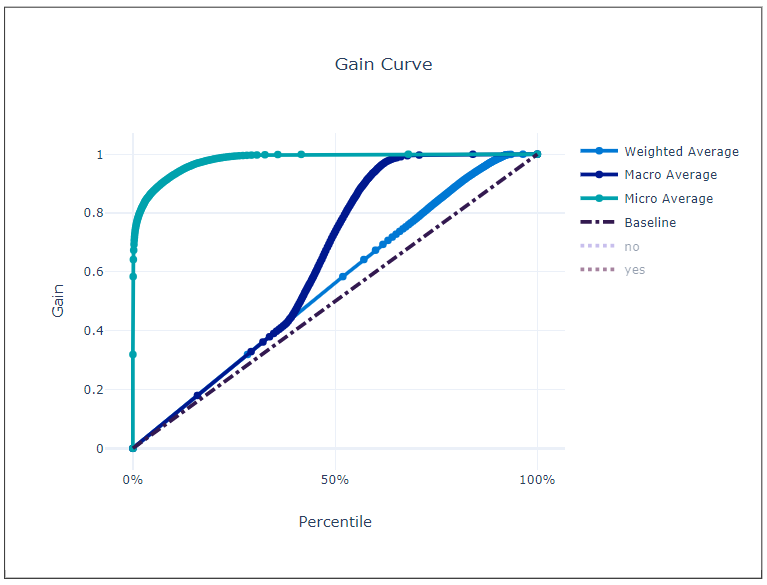 Gain Curve
1
0.8
0.6
0.4
0.2
0
Gain
0%
50%
100%
Percentile
Weighted Average
Macro Average
Micro Average
Baseline
no
yes